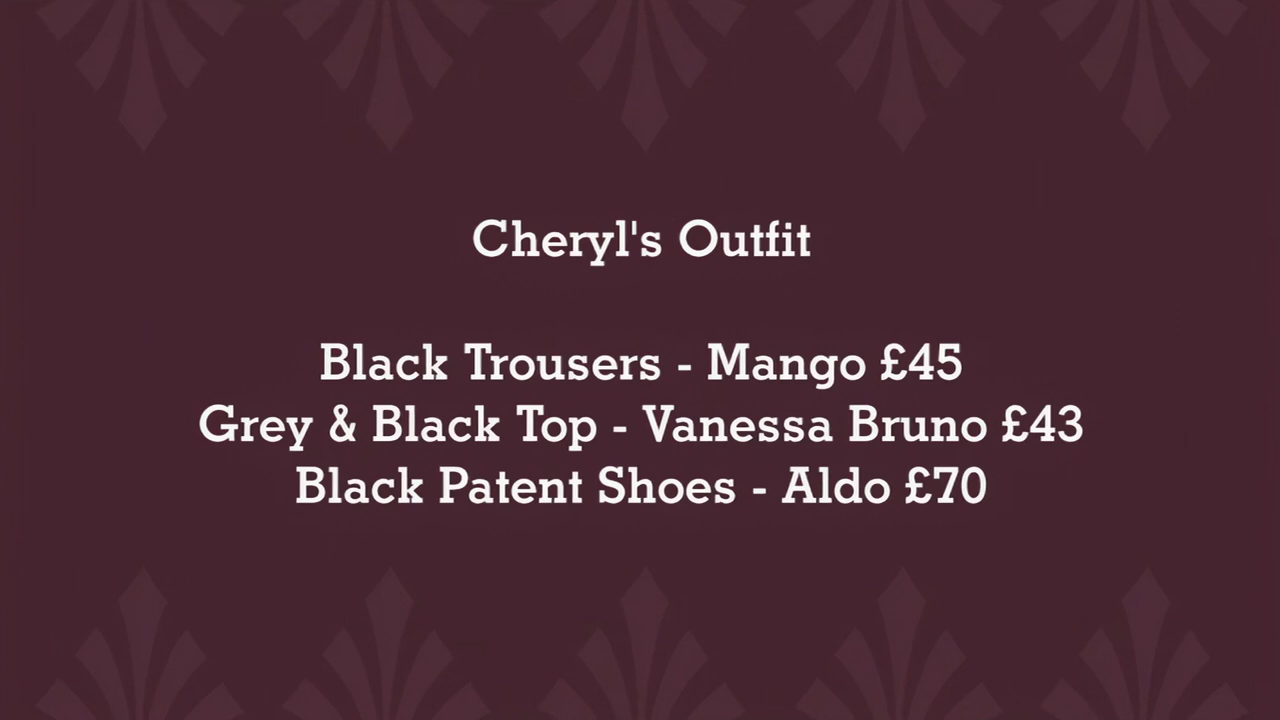 Cheryl's Outfit
Black Trousers - Mango £45
Grey & Black Top - Vanessa Bruno £43
Black Patent Shoes - Aldo £70